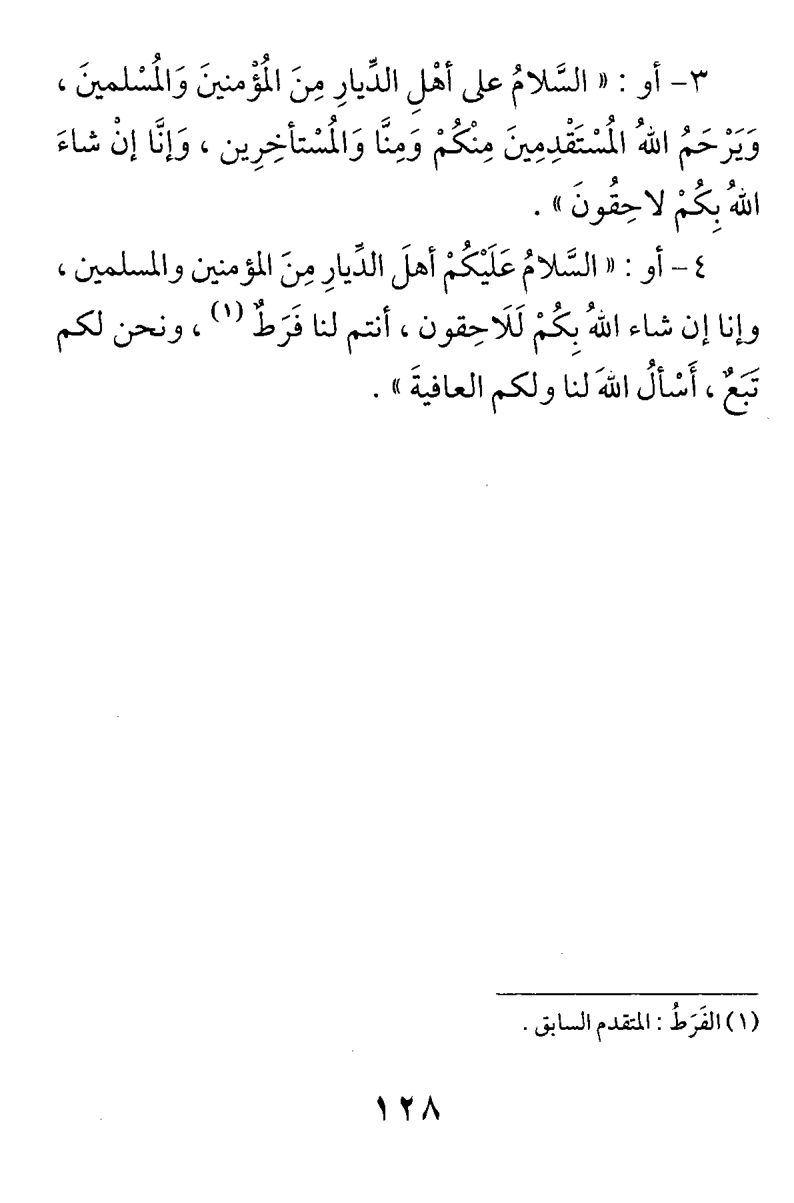 ٣- أو : « السَّلامُ على أهْلِ الدِّيارِ مِنَ المُؤْمنينَ وَالمُسْلمينَ ،
وَيَرْحَمُ اللهُ المُسْتَقْدِمِينَ مِنْكُمْ وَمِنَّا وَالمُسْتأخِرِين ، وَإنَّا إنْ شاءَ
اللهُ بِكُمْ لاحِقُونَ » .
٤- أو : « السَّلامُ عَلَيْكُمْ أهلَ الدِّيارِ مِنَ المؤمنين والمسلمين ،
وإنا إن شاء اللهُ بِكُمْ لَلَاحِقون ، أنتم لنا فَرَطٌ (١) ، ونحن لكم
تَبَعٌ ، أَسْألُ اللهَ لنا ولكم العافيةَ » .
(١) الفَرَطُ : المتقدم السابق .
١٢٨